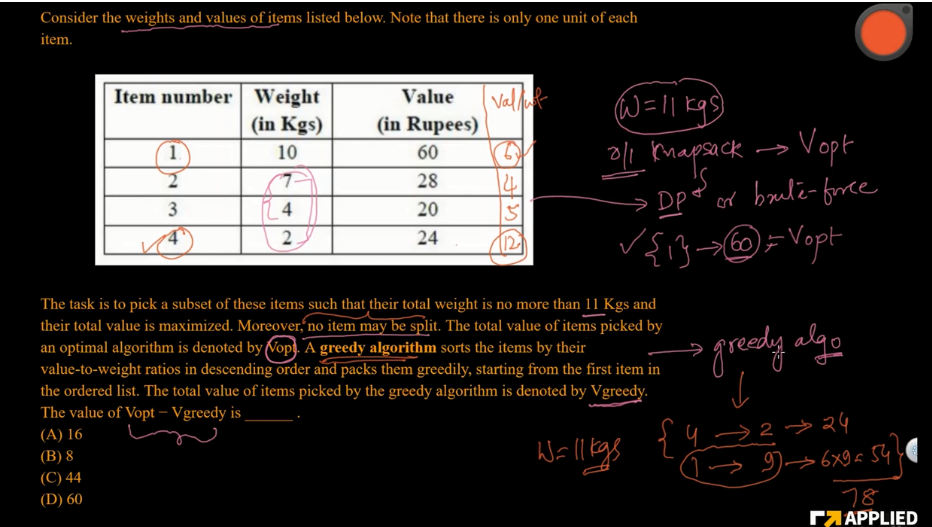 Consider the weights and values of items listed below. Note that there is only one unit of each
item.
Item number Weight (in Kgs) Value (in Rupees) val/wt
1 10 60 6
2 7 28 4
3 4 20 5
4 2 24 12
W=11 kgs
0/1 knapsack → Vopt
DP or brute-force
{1} → 60 = Vopt
The task is to pick a subset of these items such that their total weight is no more than 11 Kgs and
their total value is maximized. Moreover, no item may be split. The total value of items picked by
an optimal algorithm is denoted by Vopt. A greedy algorithm sorts the items by their
value-to-weight ratios in descending order and packs them greedily, starting from the first item in
the ordered list. The total value of items picked by the greedy algorithm is denoted by Vgreedy.
The value of Vopt − Vgreedy is ______ .
(A) 16
(B) 8
(C) 44
(D) 60
→ greedy algo
W=11kgs
4 → 2 → 24
1 → 9 → 6x9=54
78
APPLIED